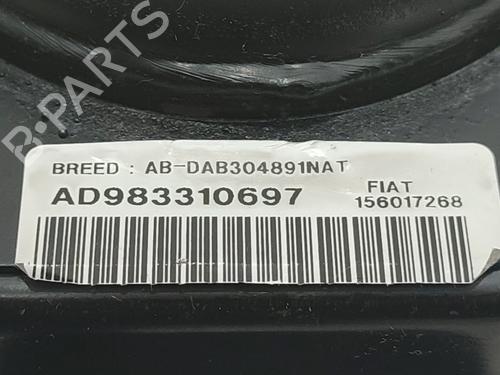 B-PARTS
BREED : AB-DAB304891NAT
AD983310697
FIAT
156017268